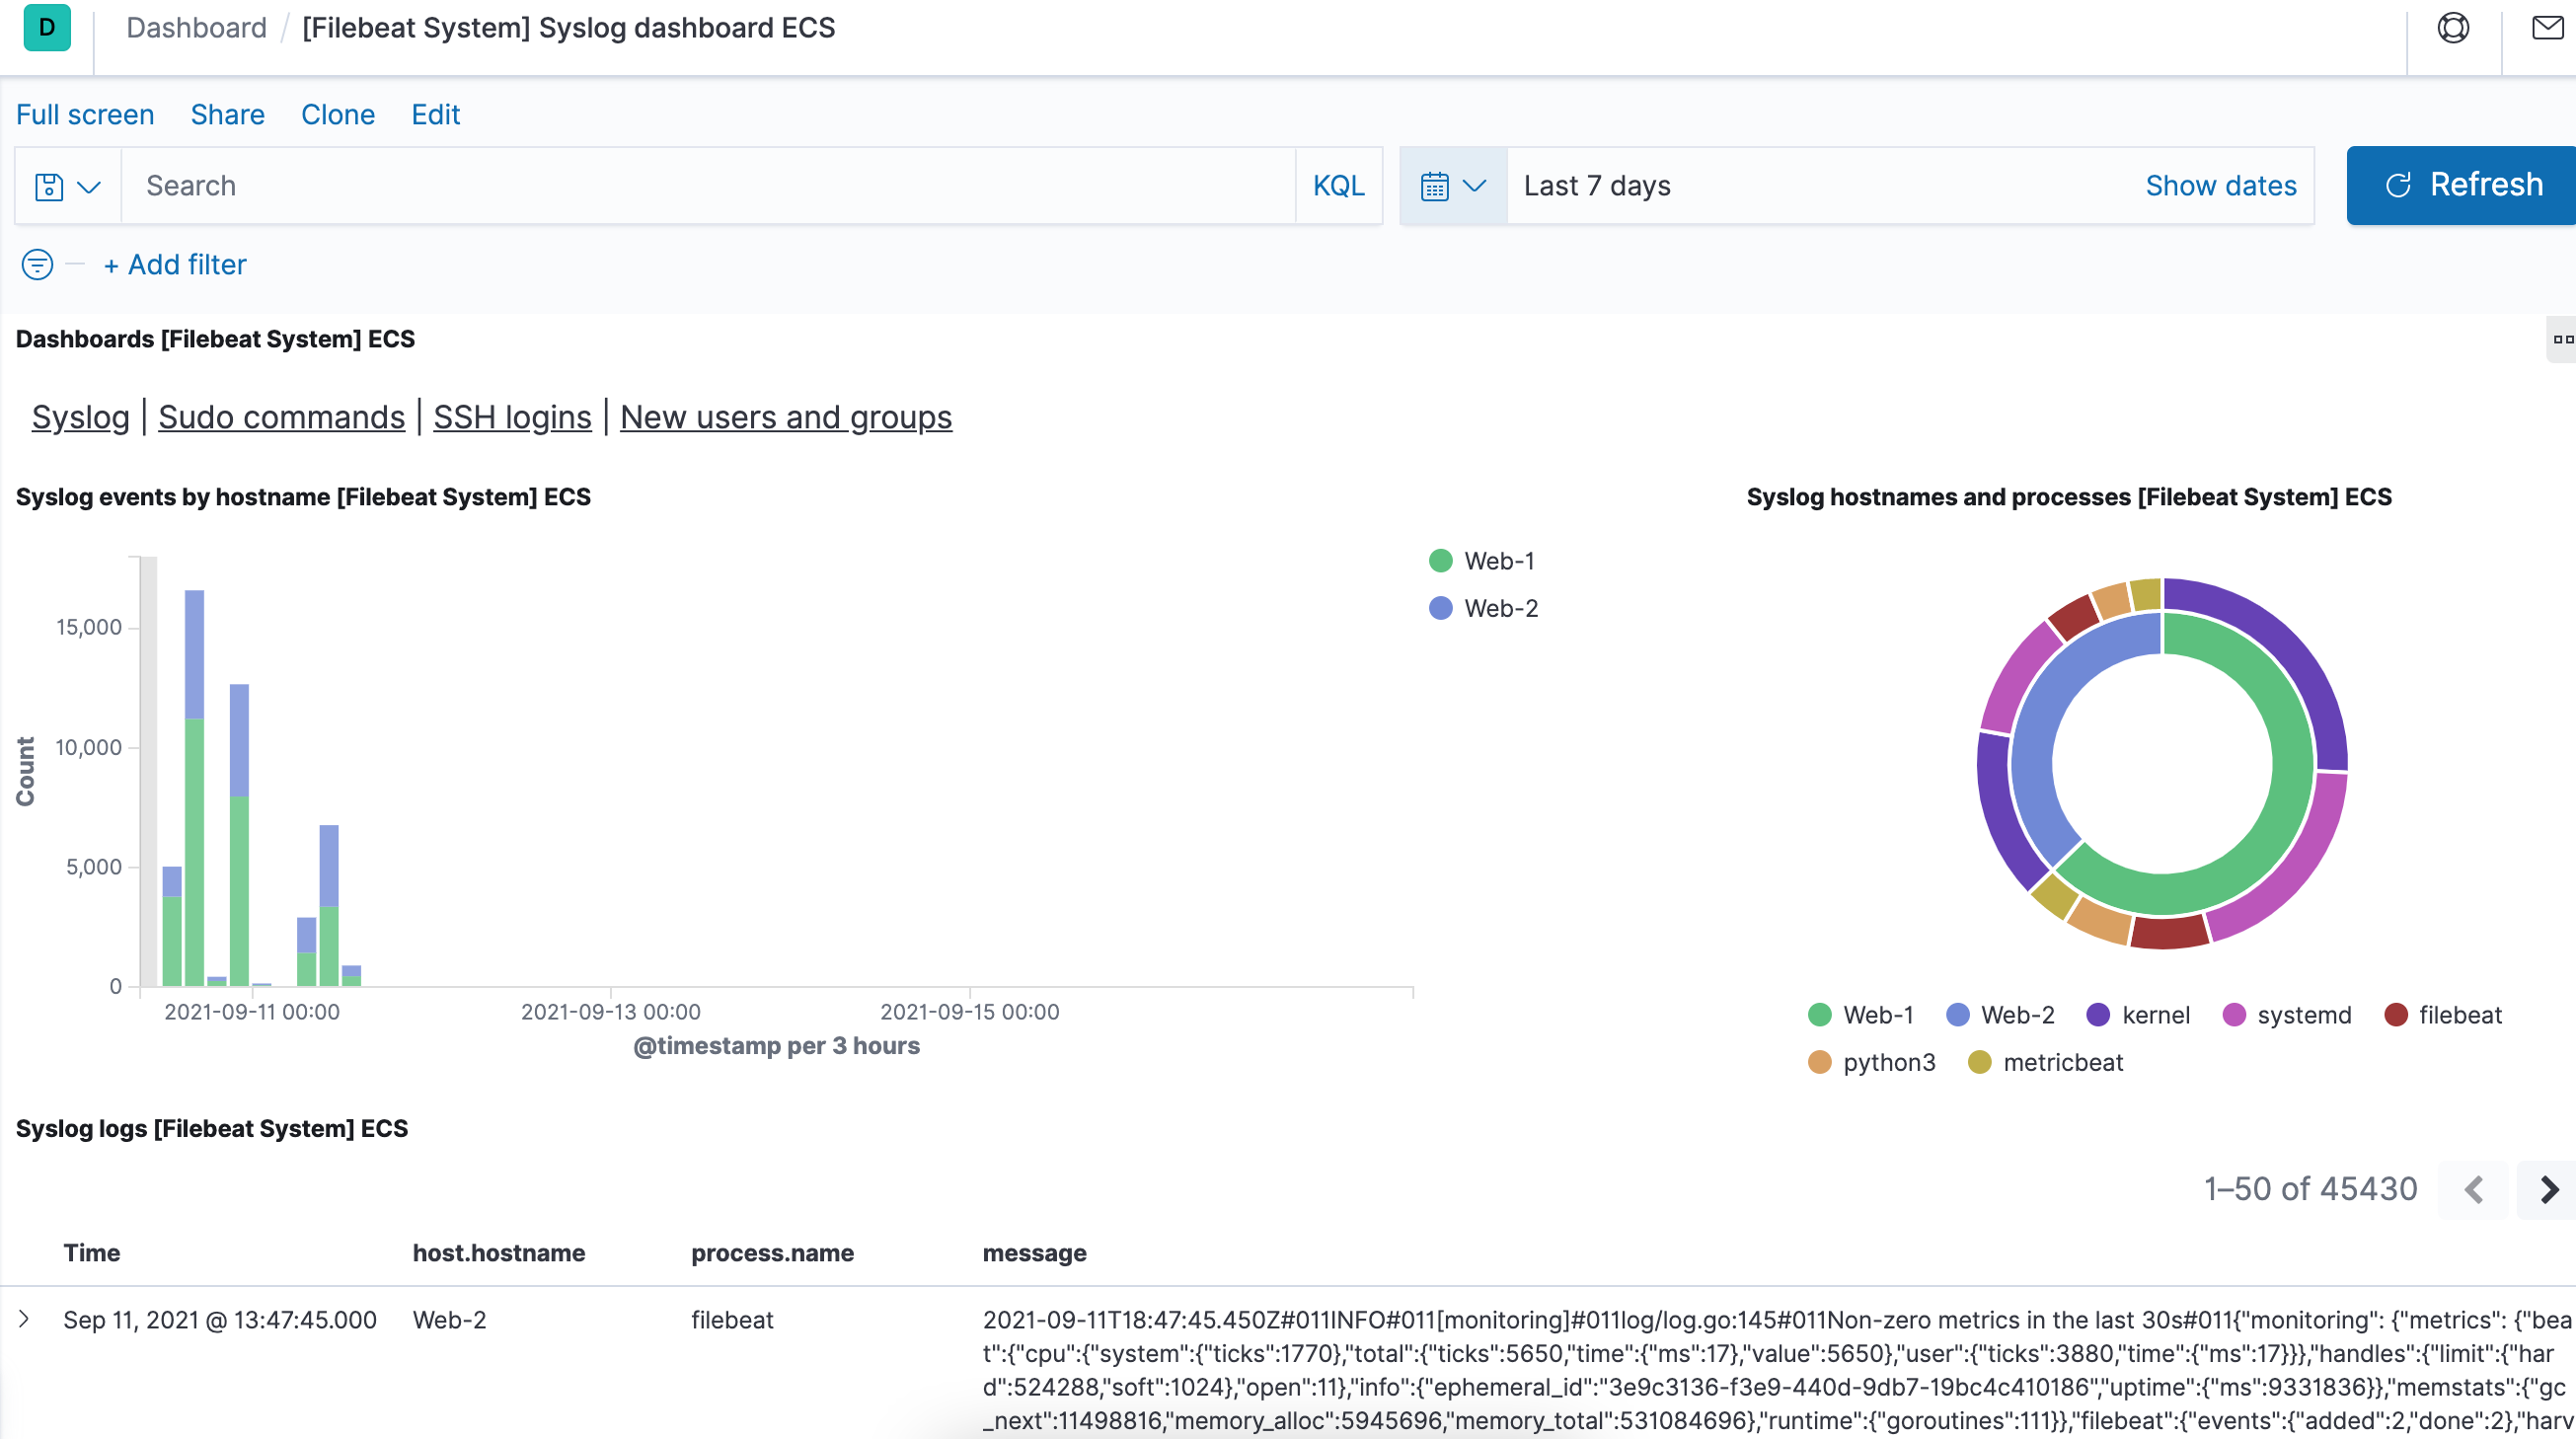 D Dashboard / [Filebeat System] Syslog dashboard ECS
Full screen Share Clone Edit
Search KQL Last 7 days Show dates Refresh
+ Add filter
Dashboards [Filebeat System] ECS
Syslog | Sudo commands | SSH logins | New users and groups
Syslog events by hostname [Filebeat System] ECS
Web-1
Web-2
15,000
10,000
5,000
0
Count
2021-09-11 00:00 2021-09-13 00:00 2021-09-15 00:00
@timestamp per 3 hours
Syslog hostnames and processes [Filebeat System] ECS
Web-1 Web-2 kernel systemd filebeat
python3 metricbeat
Syslog logs [Filebeat System] ECS
1–50 of 45430
Time host.hostname process.name message
Sep 11, 2021 @ 13:47:45.000 Web-2 filebeat 2021-09-11T18:47:45.450Z#011INFO#011[monitoring]#011log/log.go:145#011Non-zero metrics in the last 30s#011{"monitoring": {"metrics": {"bea
t":{"cpu":{"system":{"ticks":1770},"total":{"ticks":5650,"time":{"ms":17},"value":5650},"user":{"ticks":3880,"time":{"ms":17}}},"handles":{"limit":{"har
d":524288,"soft":1024},"open":11},"info":{"ephemeral_id":"3e9c3136-f3e9-440d-9db7-19bc4c410186","uptime":{"ms":9331836}},"memstats":{"gc
_next":11498816,"memory_alloc":5945696,"memory_total":531084696},"runtime":{"goroutines":111}},"filebeat":{"events":{"added":2,"done":2},"harv